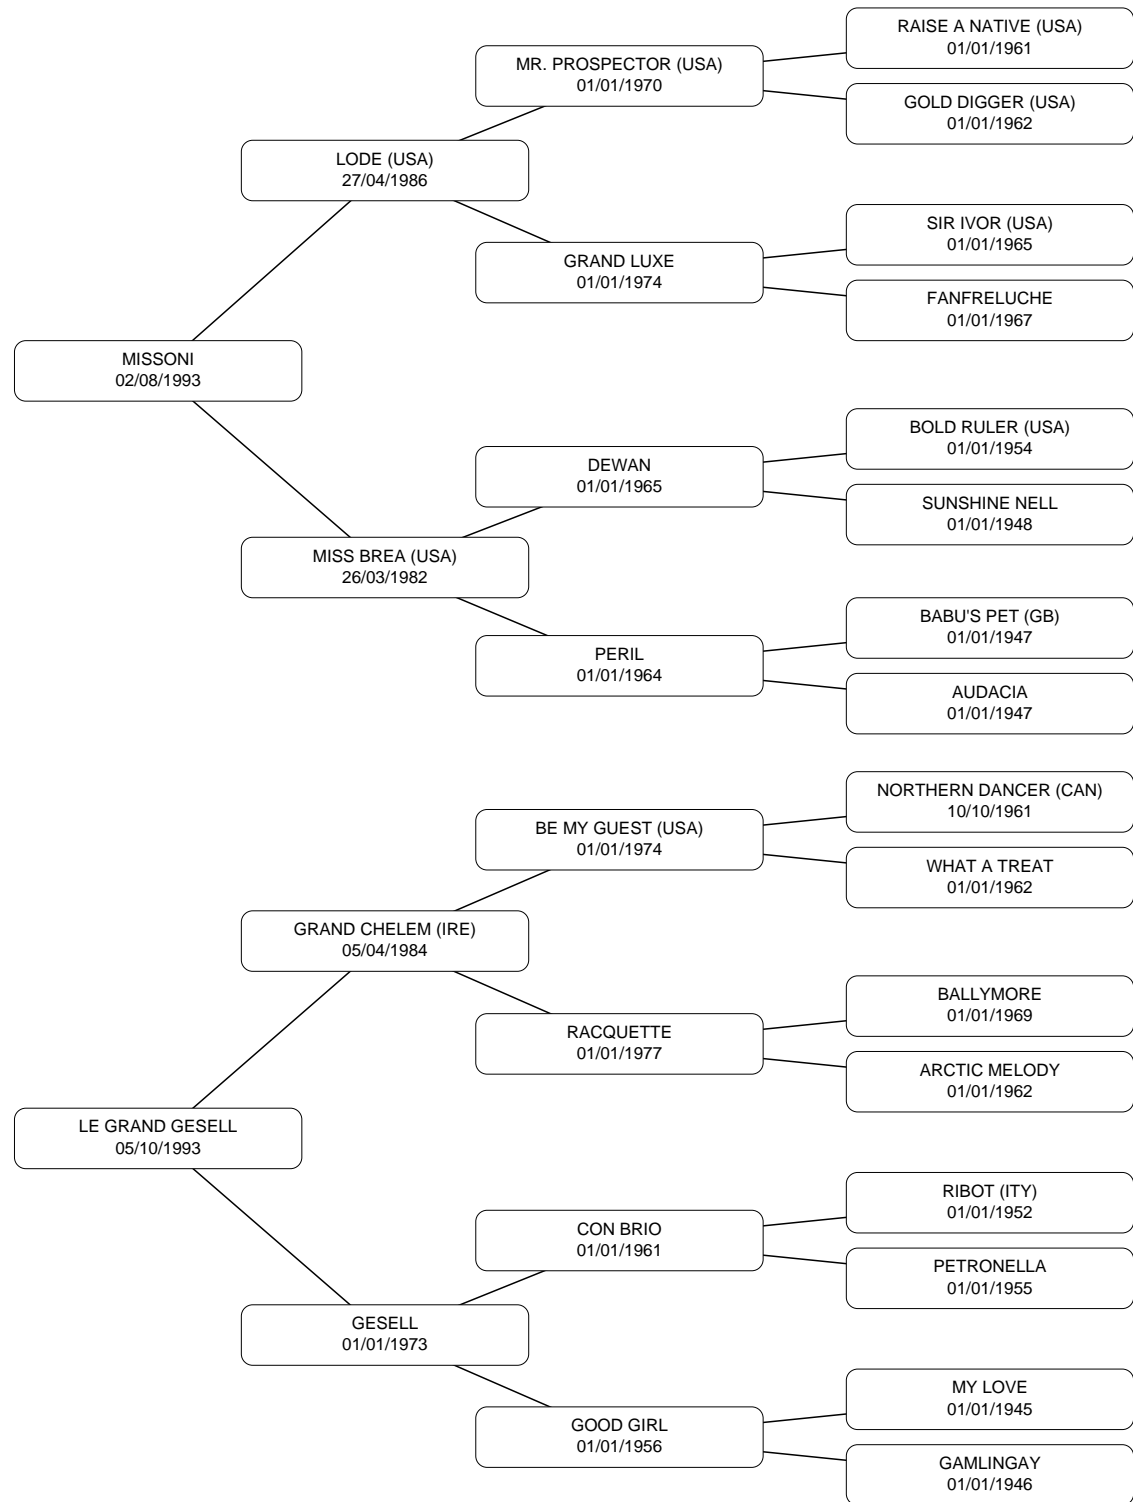 RAISE A NATIVE (USA)
01/01/1961
MR. PROSPECTOR (USA)
01/01/1970
GOLD DIGGER (USA)
01/01/1962
LODE (USA)
27/04/1986
SIR IVOR (USA)
01/01/1965
GRAND LUXE
01/01/1974
FANFRELUCHE
01/01/1967
MISSONI
02/08/1993
BOLD RULER (USA)
01/01/1954
DEWAN
01/01/1965
SUNSHINE NELL
01/01/1948
MISS BREA (USA)
26/03/1982
BABU'S PET (GB)
01/01/1947
PERIL
01/01/1964
AUDACIA
01/01/1947
NORTHERN DANCER (CAN)
10/10/1961
BE MY GUEST (USA)
01/01/1974
WHAT A TREAT
01/01/1962
GRAND CHELEM (IRE)
05/04/1984
BALLYMORE
01/01/1969
RACQUETTE
01/01/1977
ARCTIC MELODY
01/01/1962
LE GRAND GESELL
05/10/1993
RIBOT (ITY)
01/01/1952
CON BRIO
01/01/1961
PETRONELLA
01/01/1955
GESELL
01/01/1973
MY LOVE
01/01/1945
GOOD GIRL
01/01/1956
GAMLINGAY
01/01/1946